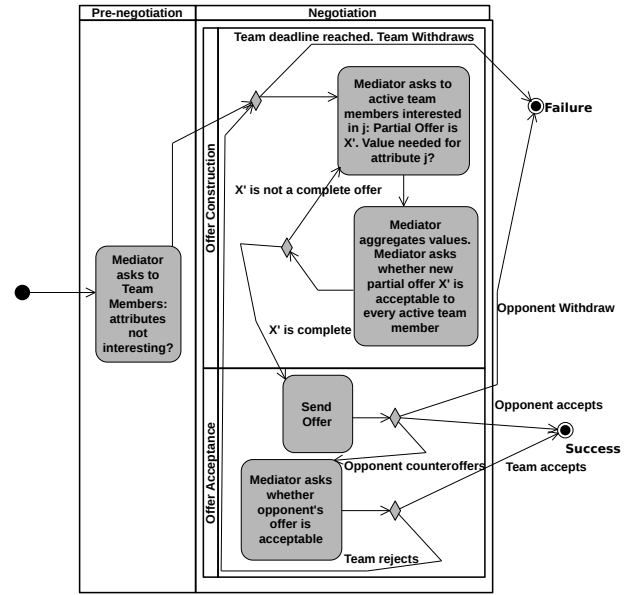 Pre-negotiation
Negotiation
Team deadline reached. Team Withdraws
Offer Construction
Mediator asks to
active team
members interested
in j: Partial Offer is
X'. Value needed for
attribute j?
Failure
X' is not a complete offer
Mediator
aggregates values.
Mediator asks
whether new
partial offer X' is
acceptable to
every active team
member
Mediator
asks to
Team
Members:
attributes
not
interesting?
X' is complete
Opponent Withdraw
Offer Acceptance
Send
Offer
Opponent accepts
Success
Opponent counteroffers
Team accepts
Mediator asks
whether
opponent's
offer is
acceptable
Team rejects